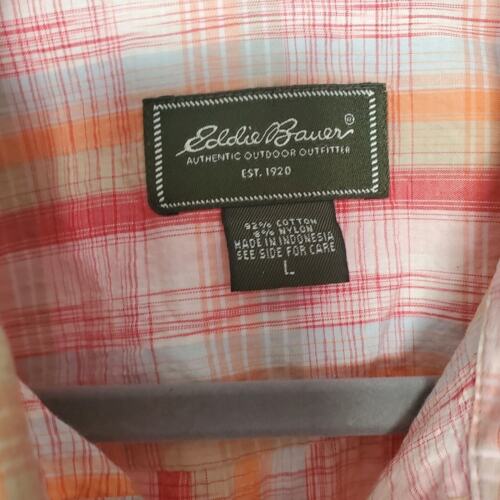 Eddie Bauer®
AUTHENTIC OUTDOOR OUTFITTER
EST. 1920
92% COTTON
8% NYLON
MADE IN INDONESIA
SEE SIDE FOR CARE
L